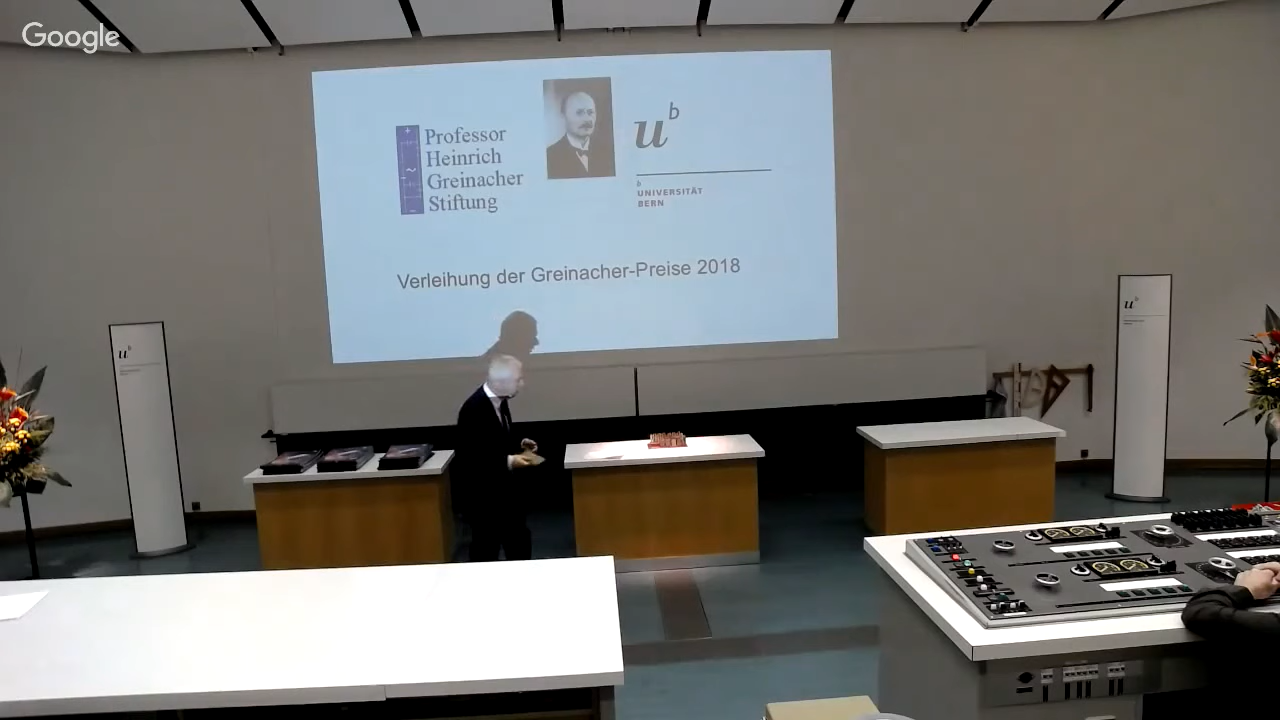 Google
Professor
Heinrich
Greinacher
Stiftung
u^b
b
UNIVERSITÄT
BERN
Verleihung der Greinacher-Preise 2018
u^b
u^b